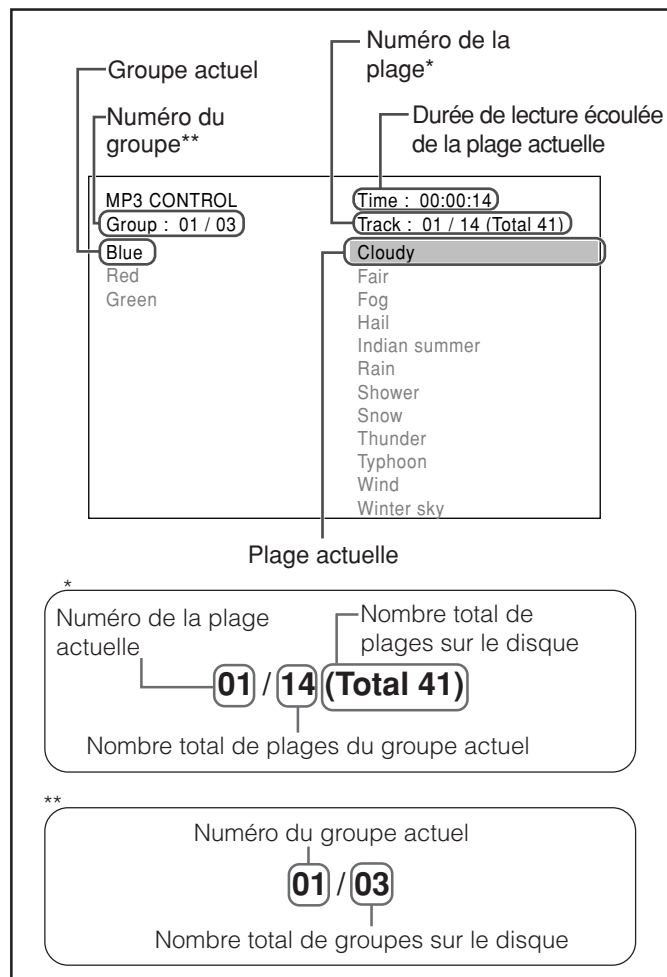 Groupe actuel
Numéro de la
plage*
Numéro du
groupe**
Durée de lecture écoulée
de la plage actuelle
MP3 CONTROL
Group : 01 / 03
Blue
Red
Green
Time : 00:00:14
Track : 01 / 14 (Total 41)
Cloudy
Fair
Fog
Hail
Indian summer
Rain
Shower
Snow
Thunder
Typhoon
Wind
Winter sky
Plage actuelle
*
Numéro de la plage
actuelle
Nombre total de
plages sur le disque
01 / 14 (Total 41)
Nombre total de plages du groupe actuel
**
Numéro du groupe actuel
01 / 03
Nombre total de groupes sur le disque